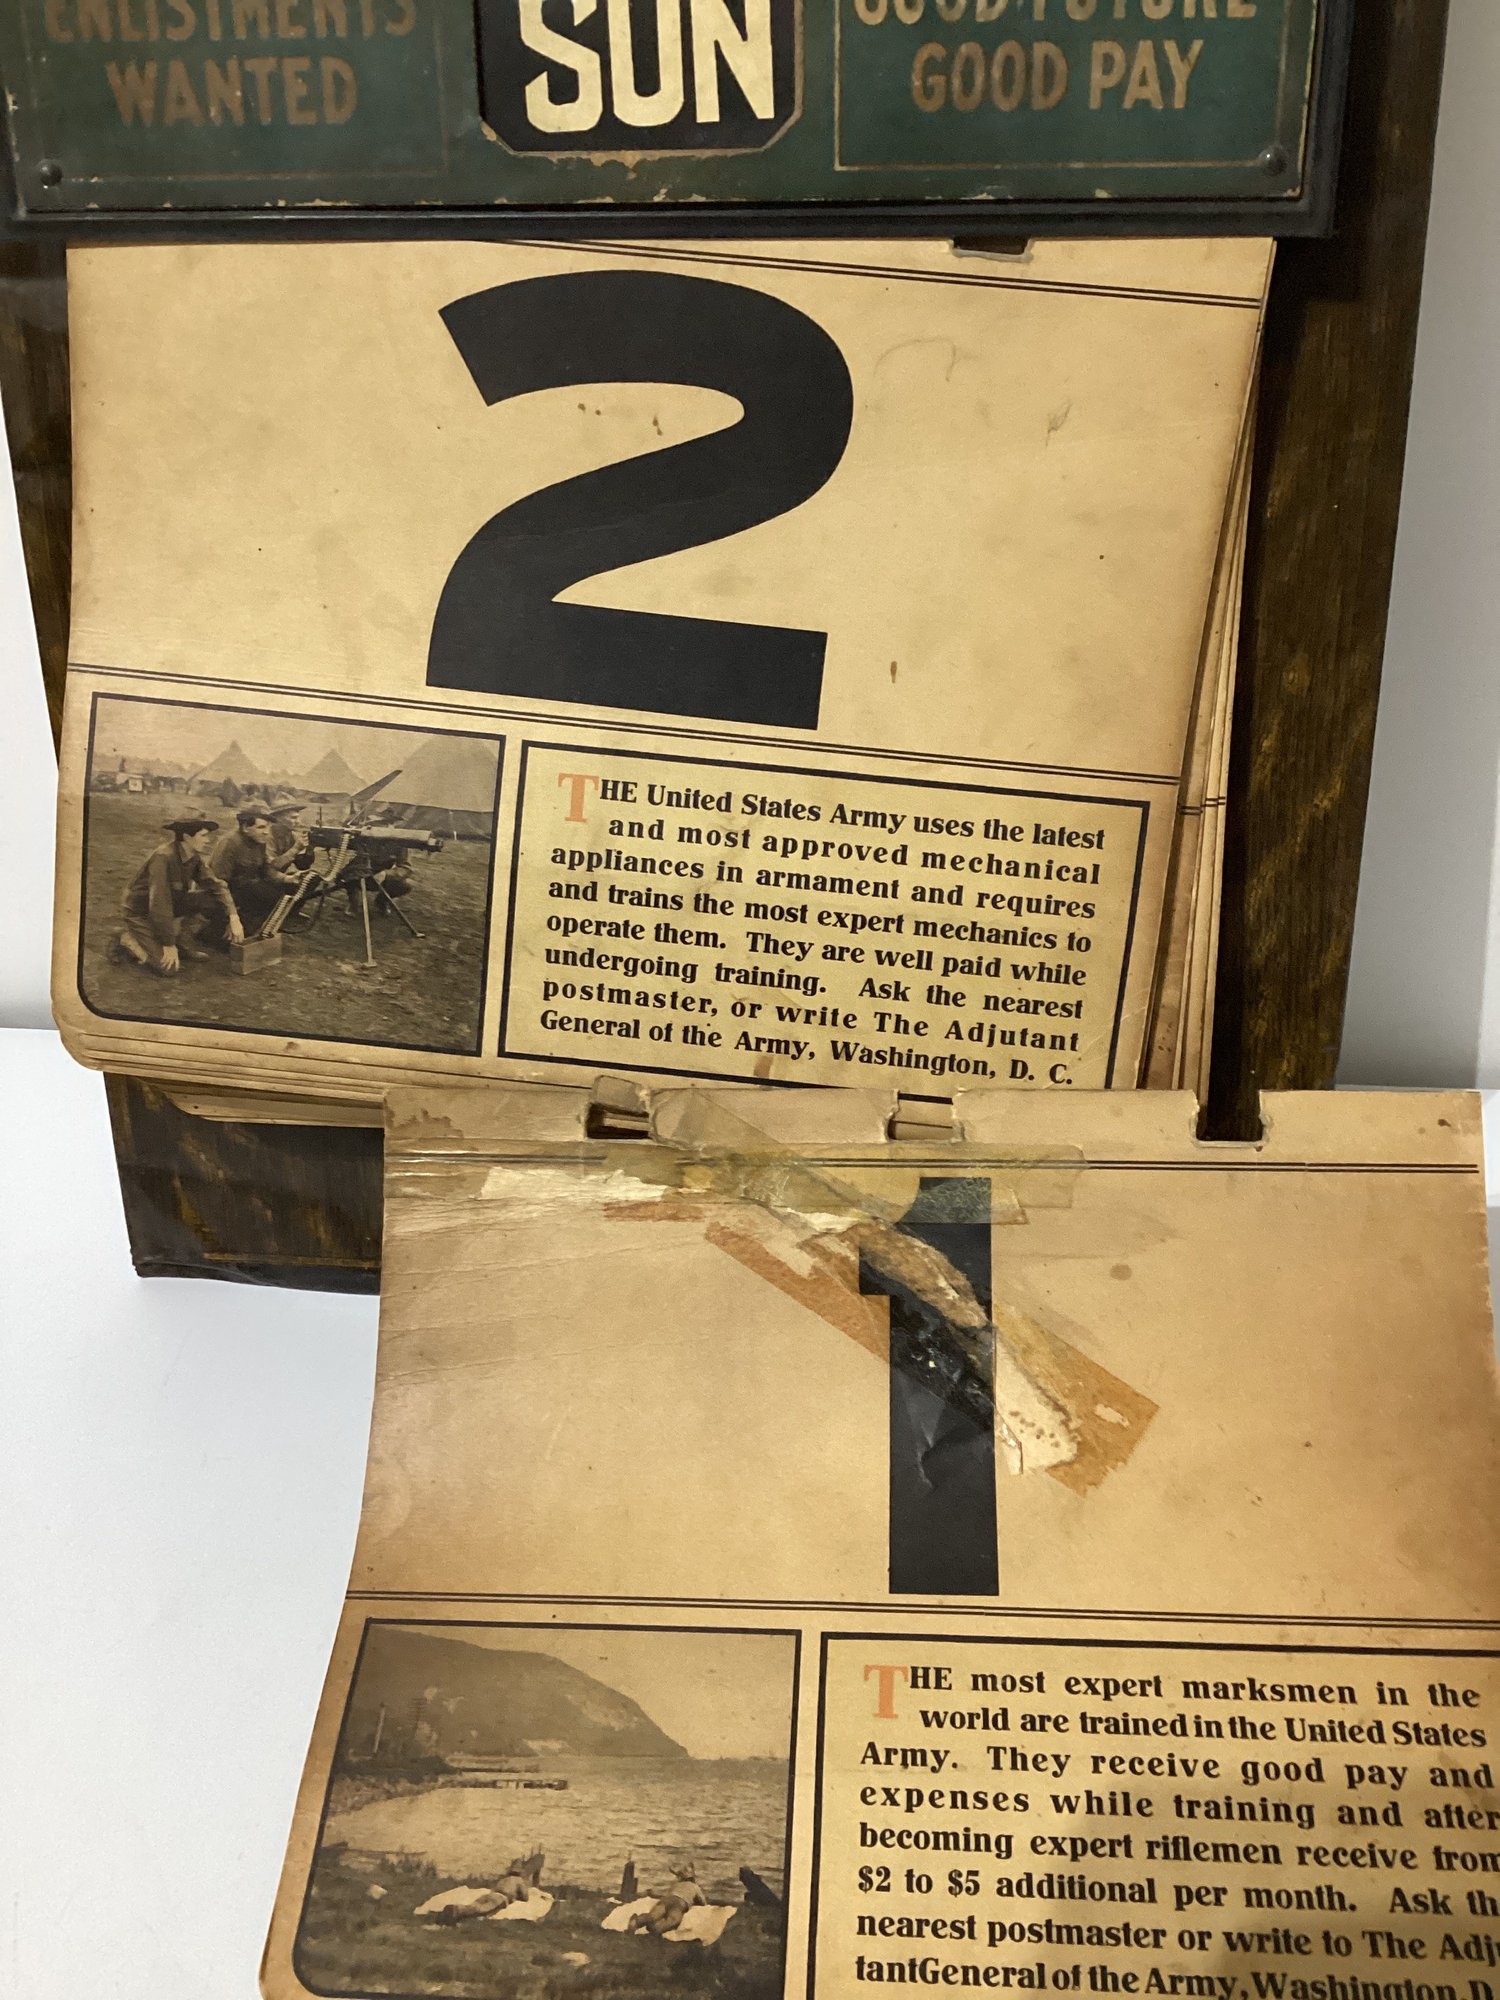 ENLISTMENTS
WANTED
SUN
GOOD FUTURE
GOOD PAY
2
THE United States Army uses the latest
and most approved mechanical
appliances in armament and requires
and trains the most expert mechanics to
operate them. They are well paid while
undergoing training. Ask the nearest
postmaster, or write The Adjutant
General of the Army, Washington, D. C.
1
THE most expert marksmen in the
world are trained in the United States
Army. They receive good pay and
expenses while training and after
becoming expert riflemen receive from
$2 to $5 additional per month. Ask th
nearest postmaster or write to The Adju
tantGeneral of the Army, Washington, D.